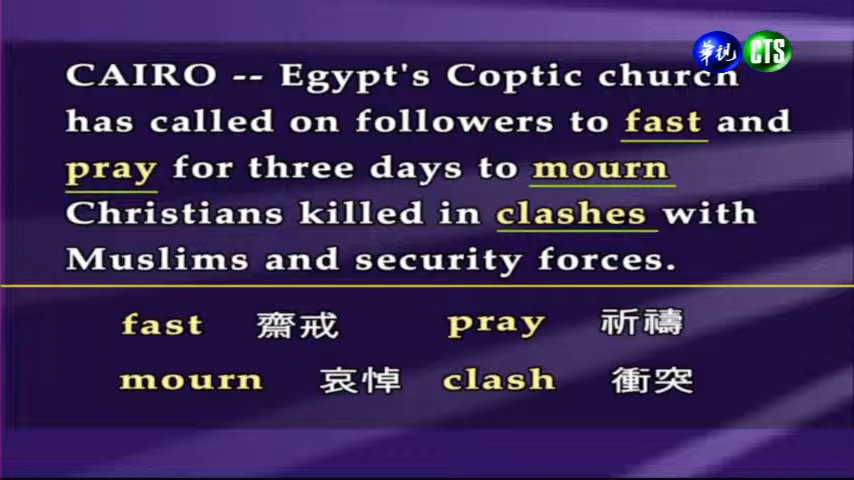 華視 CTS
CAIRO -- Egypt's Coptic church
has called on followers to fast and
pray for three days to mourn
Christians killed in clashes with
Muslims and security forces.
fast 齋戒 pray 祈禱
mourn 哀悼 clash 衝突